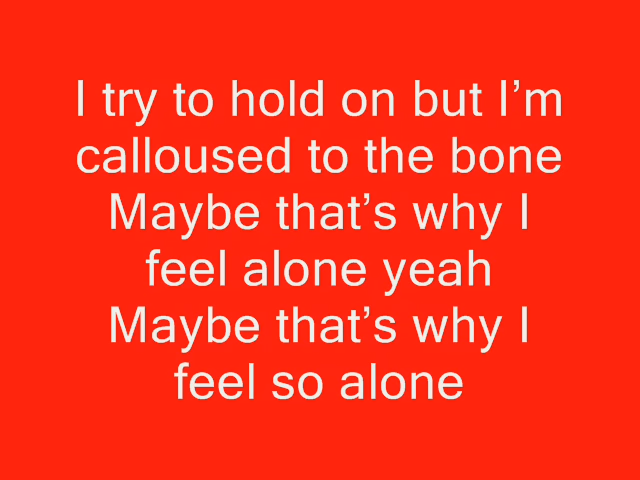 I try to hold on but I’m
calloused to the bone
Maybe that’s why I
feel alone yeah
Maybe that’s why I
feel so alone